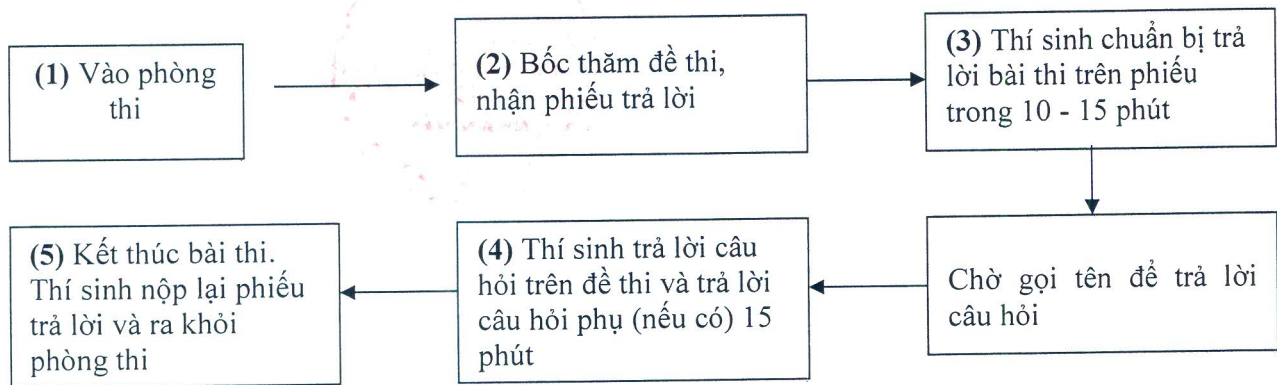 (1) Vào phòng
thi
(2) Bốc thăm đề thi,
nhận phiếu trả lời
(3) Thí sinh chuẩn bị trả
lời bài thi trên phiếu
trong 10 - 15 phút
Chờ gọi tên để trả lời
câu hỏi
(4) Thí sinh trả lời câu
hỏi trên đề thi và trả lời
câu hỏi phụ (nếu có) 15
phút
(5) Kết thúc bài thi.
Thí sinh nộp lại phiếu
trả lời và ra khỏi
phòng thi